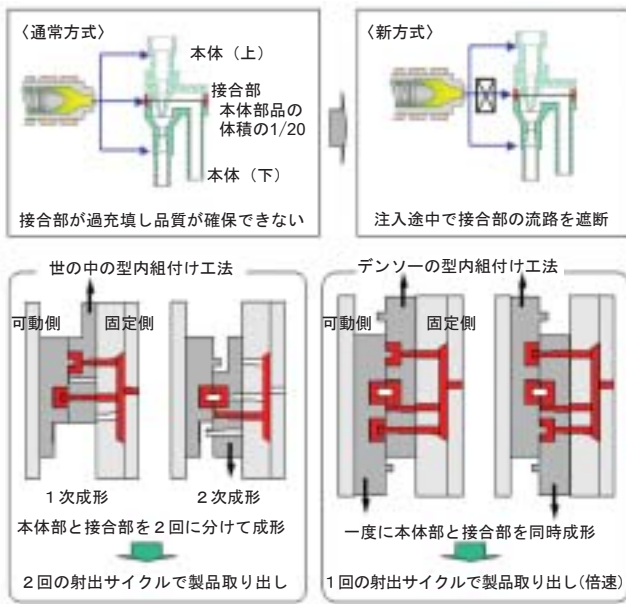 〈通常方式〉
本体（上）
接合部
本体部品の
体積の1/20
本体（下）
接合部が過充填し品質が確保できない
〈新方式〉
注入途中で接合部の流路を遮断
世の中の型内組付け工法
可動側
固定側
1次成形
2次成形
本体部と接合部を2回に分けて成形
2回の射出サイクルで製品取り出し
デンソーの型内組付け工法
可動側
固定側
一度に本体部と接合部を同時成形
1回の射出サイクルで製品取り出し(倍速)